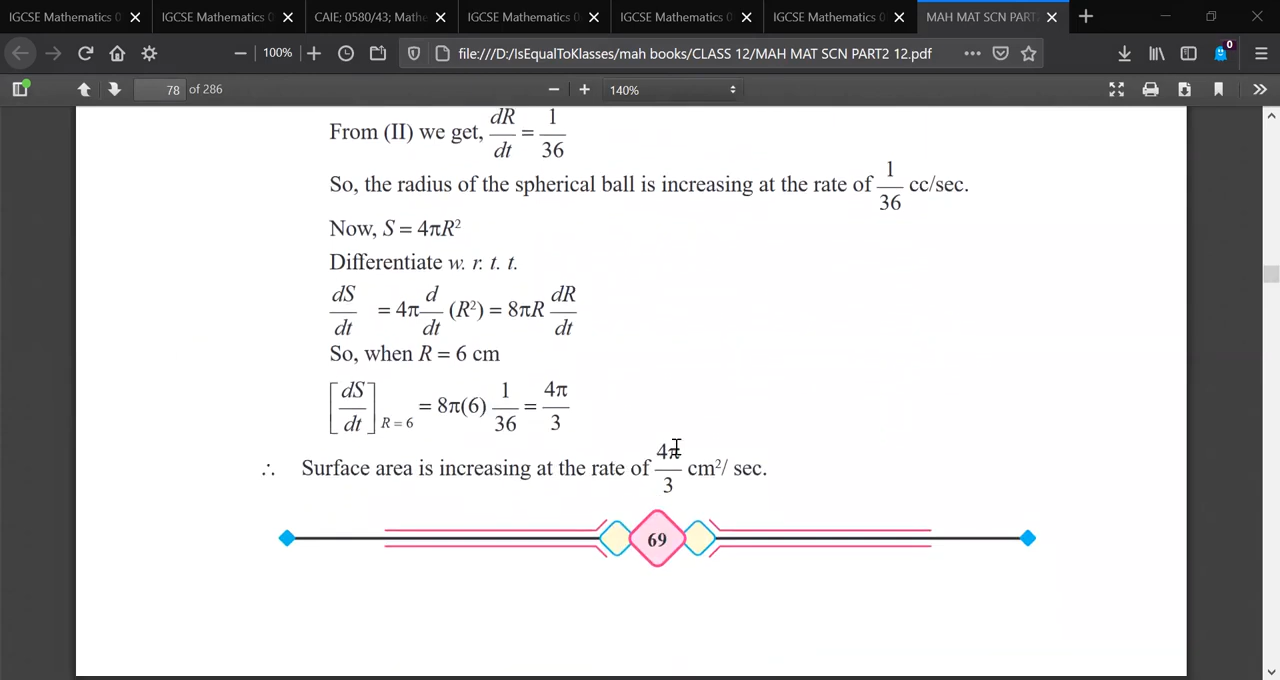 IGCSE Mathematics 0
IGCSE Mathematics 0
CAIE; 0580/43; Mathe
IGCSE Mathematics 0
IGCSE Mathematics 0
IGCSE Mathematics 0
MAH MAT SCN PART2
100%
file:///D:/IsEqualToKlasses/mah books/CLASS 12/MAH MAT SCN PART2 12.pdf
0
78 of 286
140%
From (II) we get, dR/dt = 1/36
So, the radius of the spherical ball is increasing at the rate of 1/36 cc/sec.
Now, S = 4πR²
Differentiate w. r. t. t.
dS/dt = 4π d/dt (R²) = 8πR dR/dt
So, when R = 6 cm
[dS/dt] R = 6 = 8π(6) 1/36 = 4π/3
∴ Surface area is increasing at the rate of 4π/3 cm²/ sec.
69